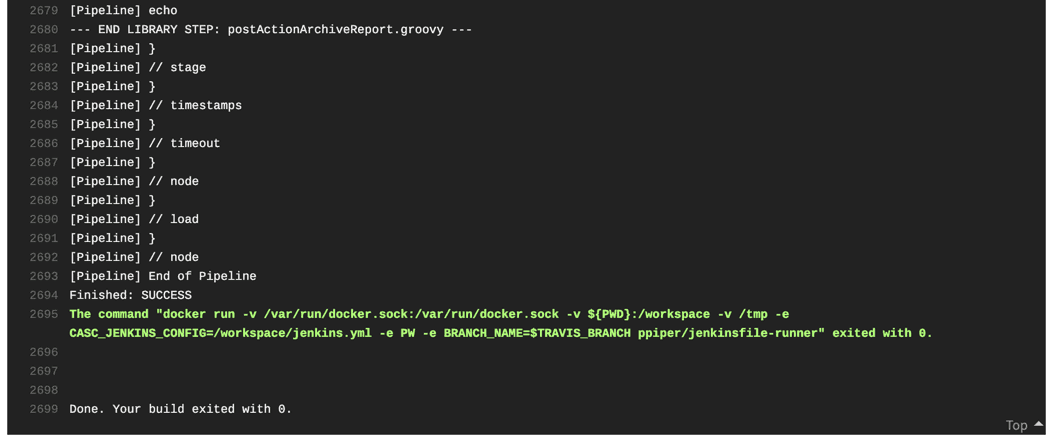 2679 [Pipeline] echo
2680 --- END LIBRARY STEP: postActionArchiveReport.groovy ---
2681 [Pipeline] }
2682 [Pipeline] // stage
2683 [Pipeline] }
2684 [Pipeline] // timestamps
2685 [Pipeline] }
2686 [Pipeline] // timeout
2687 [Pipeline] }
2688 [Pipeline] // node
2689 [Pipeline] }
2690 [Pipeline] // load
2691 [Pipeline] }
2692 [Pipeline] // node
2693 [Pipeline] End of Pipeline
2694 Finished: SUCCESS
2695 The command "docker run -v /var/run/docker.sock:/var/run/docker.sock -v ${PWD}:/workspace -v /tmp -e
CASC_JENKINS_CONFIG=/workspace/jenkins.yml -e PW -e BRANCH_NAME=$TRAVIS_BRANCH ppiper/jenkinsfile-runner" exited with 0.
2696
2697
2698
2699 Done. Your build exited with 0.
Top